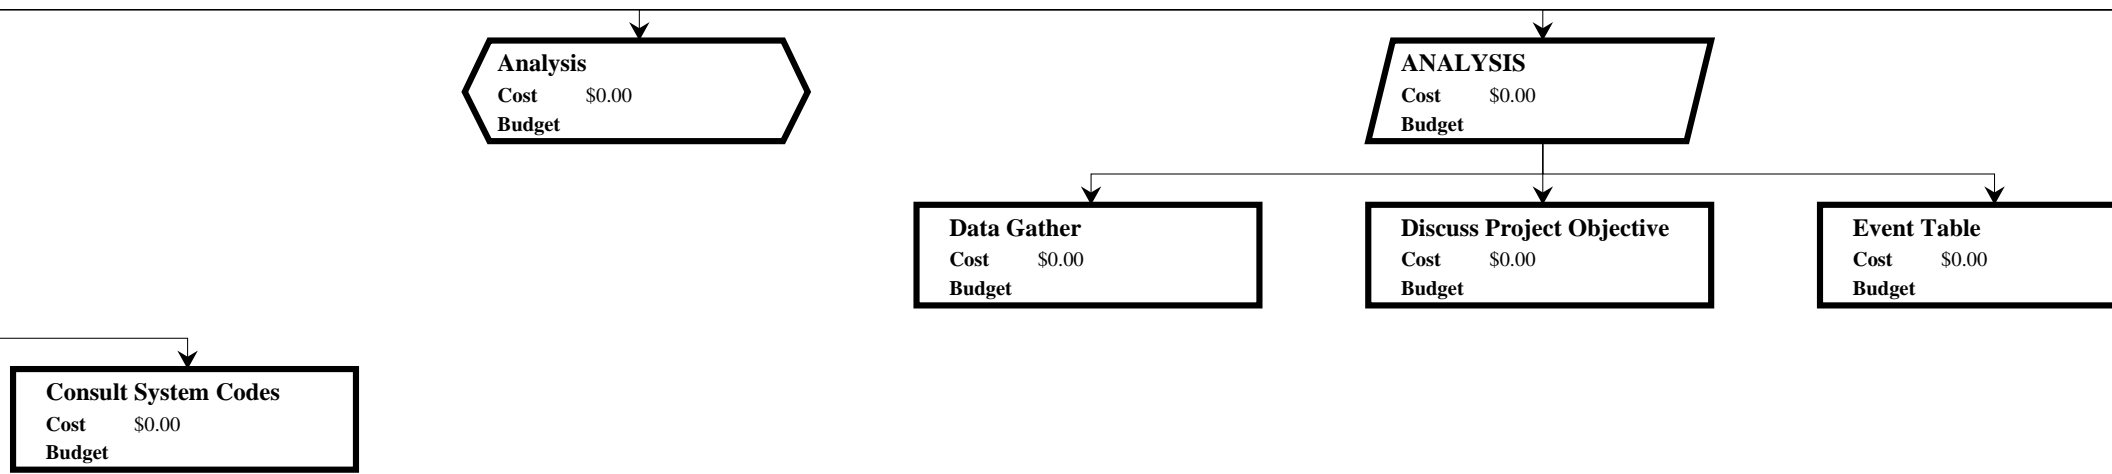 Analysis
Cost $0.00
Budget
ANALYSIS
Cost $0.00
Budget
Data Gather
Cost $0.00
Budget
Discuss Project Objective
Cost $0.00
Budget
Event Table
Cost $0.00
Budget
Consult System Codes
Cost $0.00
Budget